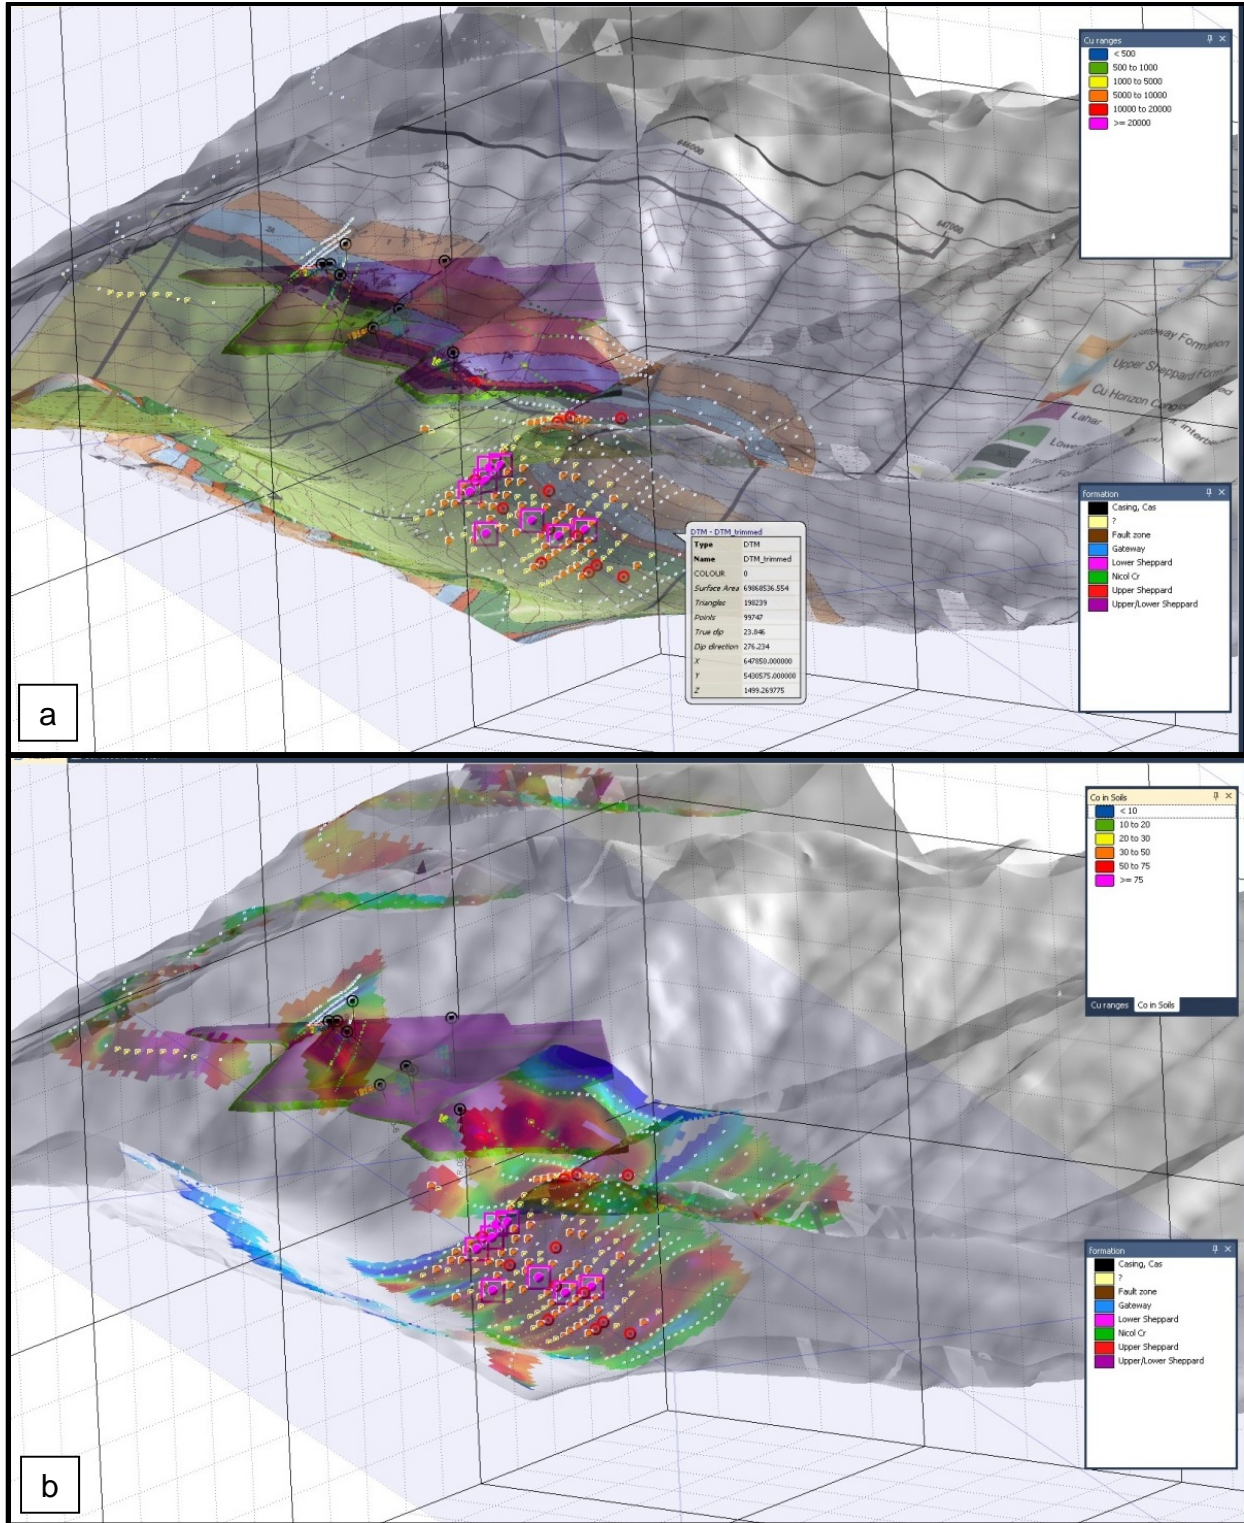 Cu ranges
< 500
500 to 1000
1000 to 5000
5000 to 10000
10000 to 20000
>= 20000
646000
647000
Gateway Formation
Upper Sheppard Form
Cu Horizon
Lahar
formation
Casing, Cas
?
Fault zone
Gateway
Lower Sheppard
Nicol Cr
Upper Sheppard
Upper/Lower Sheppard
DTM - DTM_trimmed
Type DTM
Name DTM_trimmed
COLOUR 0
Surface Area 69868536.554
Triangles 198239
Points 99747
True dip 23.846
Dip direction 276.234
X 647850.000000
Y 5430575.000000
Z 1499.269775
a
Co in Soils
< 10
10 to 20
20 to 30
30 to 50
50 to 75
>= 75
Cu ranges Co in Soils
Formation
Casing, Cas
?
Fault zone
Gateway
Lower Sheppard
Nicol Cr
Upper Sheppard
Upper/Lower Sheppard
b